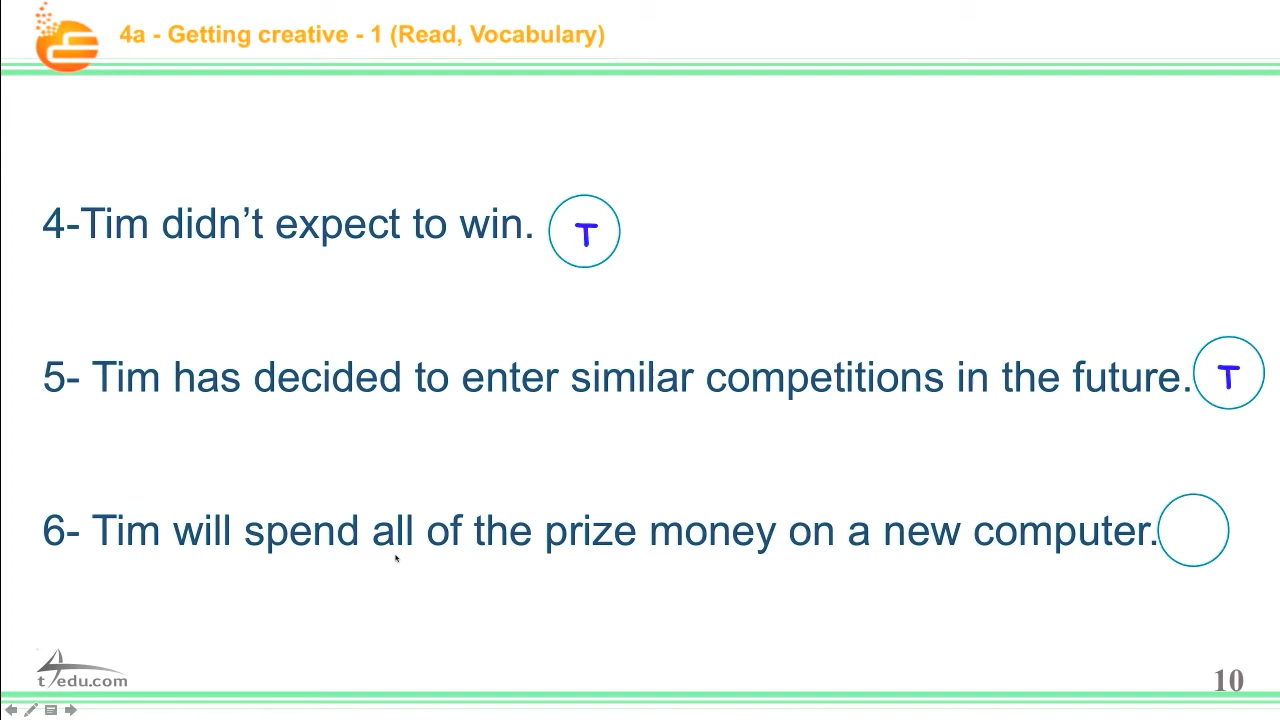 4a - Getting creative - 1 (Read, Vocabulary)
4-Tim didn't expect to win. T
5- Tim has decided to enter similar competitions in the future. T
6- Tim will spend all of the prize money on a new computer.
t4edu.com
10